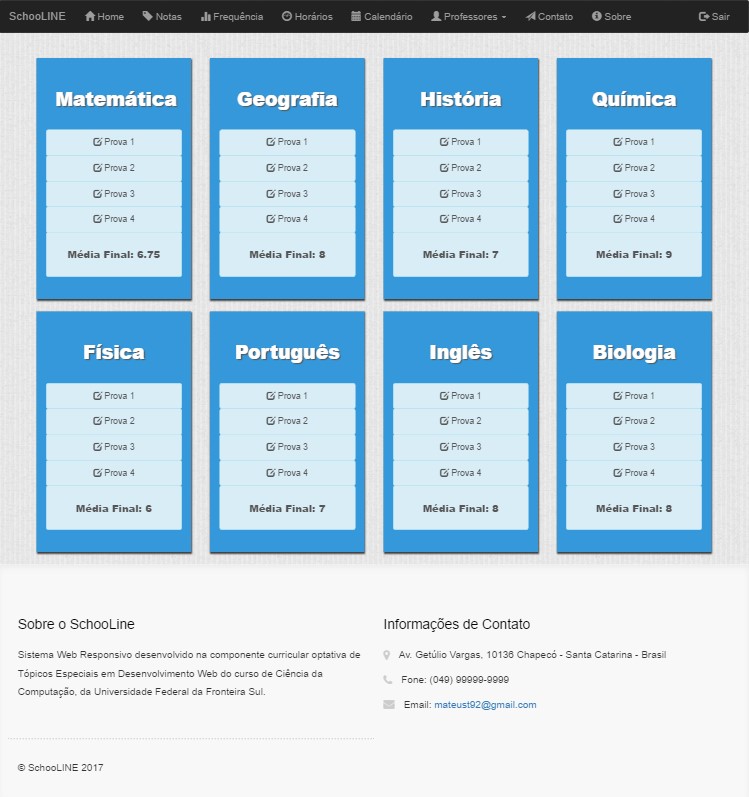 SchooLINE Home Notas Frequência Horários Calendário Professores Contato Sobre Sair
Matemática
Prova 1
Prova 2
Prova 3
Prova 4
Média Final: 6.75
Geografia
Prova 1
Prova 2
Prova 3
Prova 4
Média Final: 8
História
Prova 1
Prova 2
Prova 3
Prova 4
Média Final: 7
Química
Prova 1
Prova 2
Prova 3
Prova 4
Média Final: 9
Física
Prova 1
Prova 2
Prova 3
Prova 4
Média Final: 6
Português
Prova 1
Prova 2
Prova 3
Prova 4
Média Final: 7
Inglês
Prova 1
Prova 2
Prova 3
Prova 4
Média Final: 8
Biologia
Prova 1
Prova 2
Prova 3
Prova 4
Média Final: 8
Sobre o SchooLine
Sistema Web Responsivo desenvolvido na componente curricular optativa de
Tópicos Especiais em Desenvolvimento Web do curso de Ciência da
Computação, da Universidade Federal da Fronteira Sul.
Informações de Contato
Av. Getúlio Vargas, 10136 Chapecó - Santa Catarina - Brasil
Fone: (049) 99999-9999
Email: mateust92@gmail.com
© SchooLINE 2017